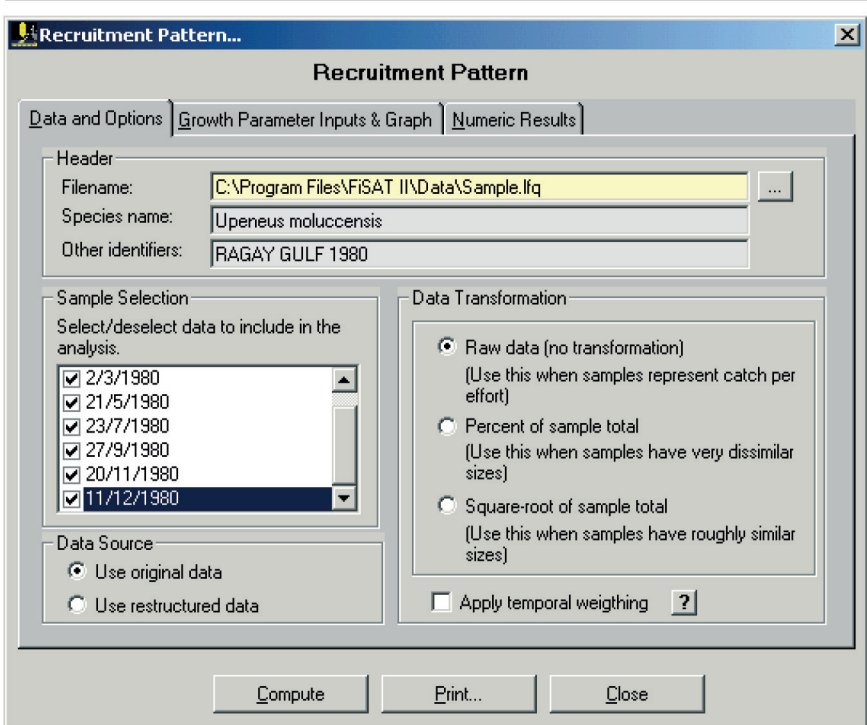 Recruitment Pattern...
Recruitment Pattern
Data and Options
Growth Parameter Inputs & Graph
Numeric Results
Header
Filename:
C:\Program Files\FiSAT II\Data\Sample.lfq
...
Species name:
Upeneus moluccensis
Other identifiers:
RAGAY GULF 1980
Sample Selection
Select/deselect data to include in the
analysis.
2/3/1980
21/5/1980
23/7/1980
27/9/1980
20/11/1980
11/12/1980
Data Source
Use original data
Use restructured data
Data Transformation
Raw data (no transformation)
(Use this when samples represent catch per
effort)
Percent of sample total
(Use this when samples have very dissimilar
sizes)
Square-root of sample total
(Use this when samples have roughly similar
sizes)
Apply temporal weigthing
?
Compute
Print...
Close